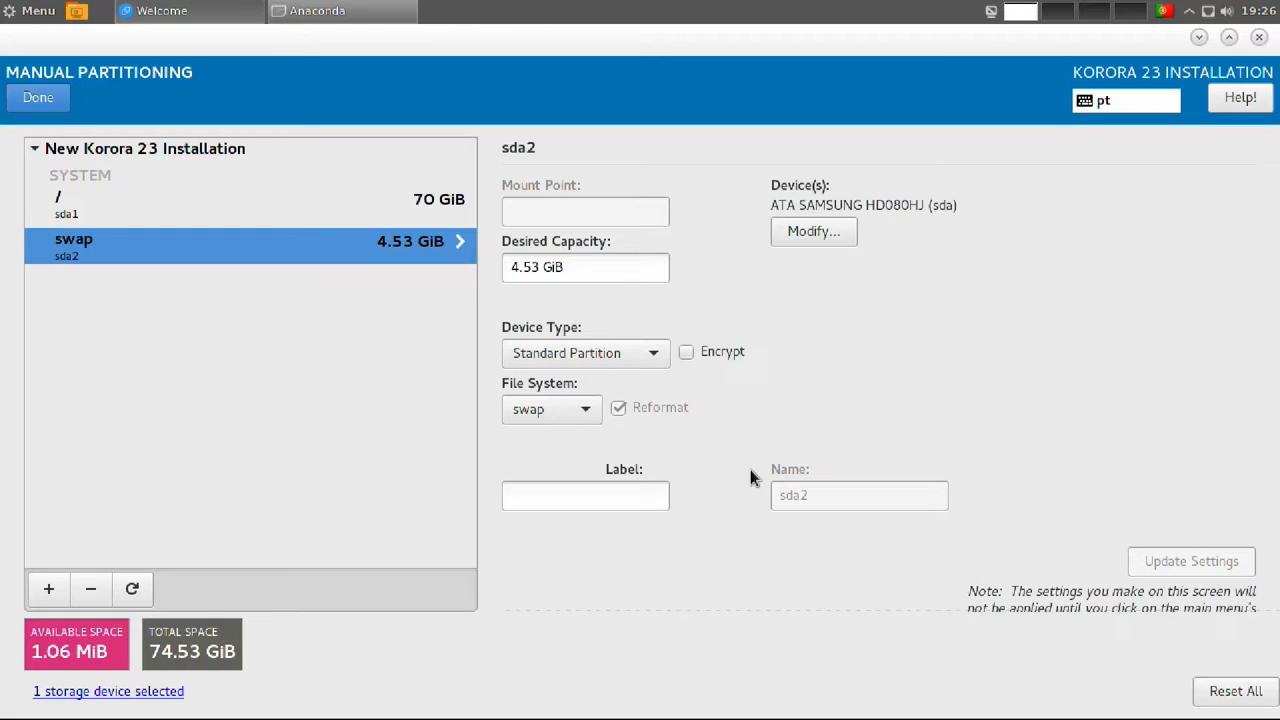 Menu
Welcome
Anaconda
19:26
MANUAL PARTITIONING
KORORA 23 INSTALLATION
Done
pt
Help!
New Korora 23 Installation
SYSTEM
/
70 GiB
sda1
swap
4.53 GiB
sda2
sda2
Mount Point:
Device(s):
ATA SAMSUNG HD080HJ (sda)
Modify...
Desired Capacity:
4.53 GiB
Device Type:
Standard Partition
Encrypt
File System:
swap
Reformat
Label:
Name:
sda2
Update Settings
Note: The settings you make on this screen will
not be applied until you click on the main menu's
AVAILABLE SPACE
1.06 MiB
TOTAL SPACE
74.53 GiB
1 storage device selected
Reset All